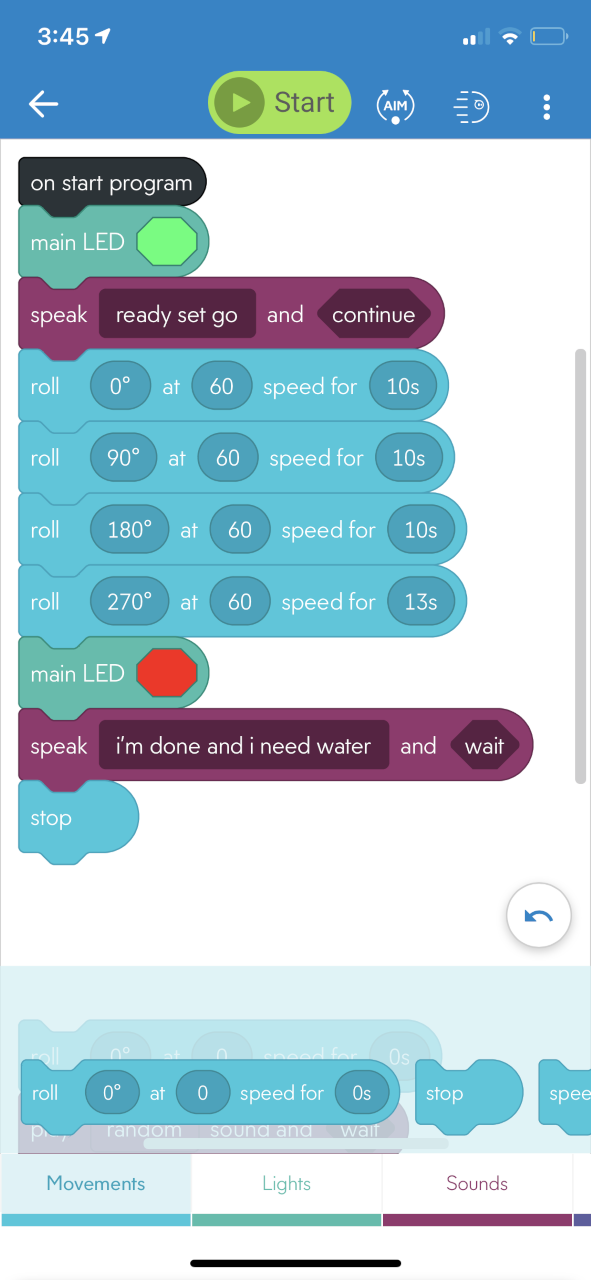 3:45
Start
AIM
on start program
main LED
speak ready set go and continue
roll 0° at 60 speed for 10s
roll 90° at 60 speed for 10s
roll 180° at 60 speed for 10s
roll 270° at 60 speed for 13s
main LED
speak i'm done and i need water and wait
stop
roll 0° at 0 speed for 0s
roll 0° at 0 speed for 0s stop spee
play random sound and wait
Movements Lights Sounds